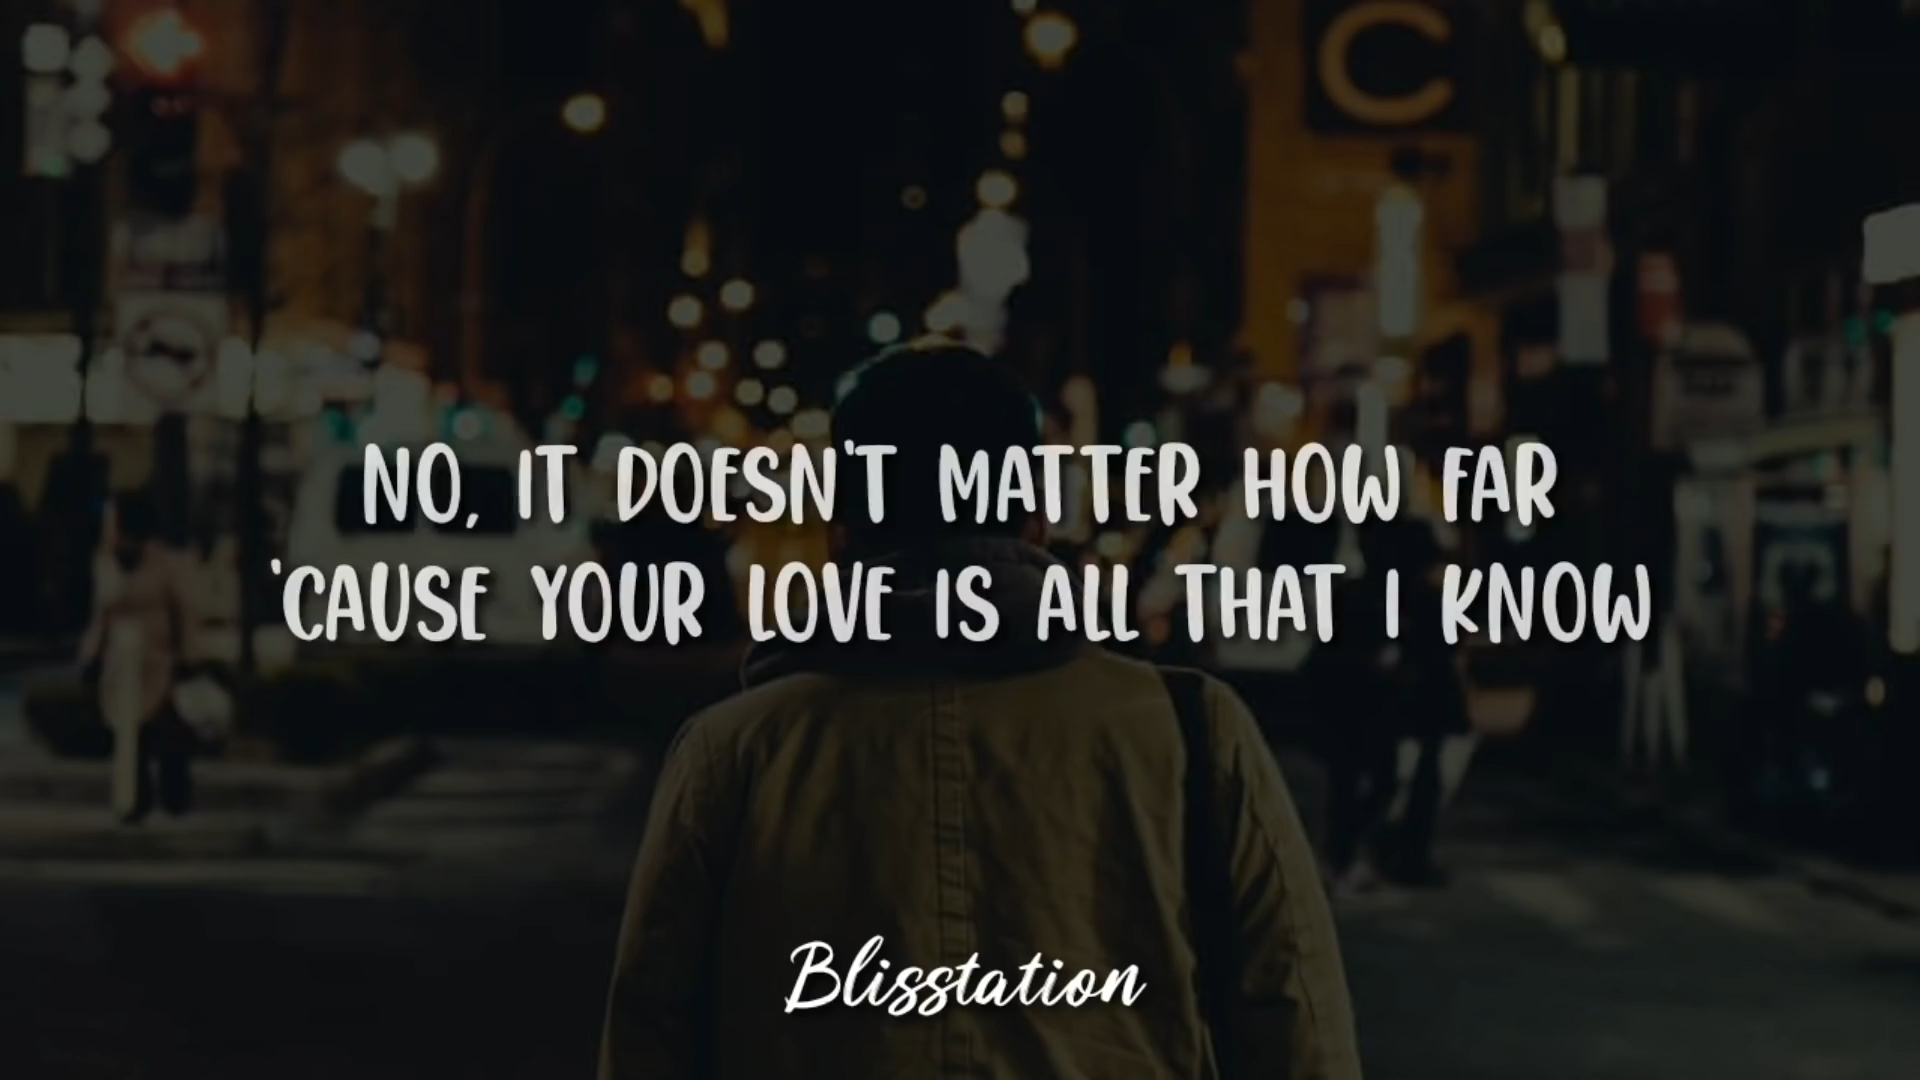 C
NO, IT DOESN'T MATTER HOW FAR
'CAUSE YOUR LOVE IS ALL THAT I KNOW
Blisstation